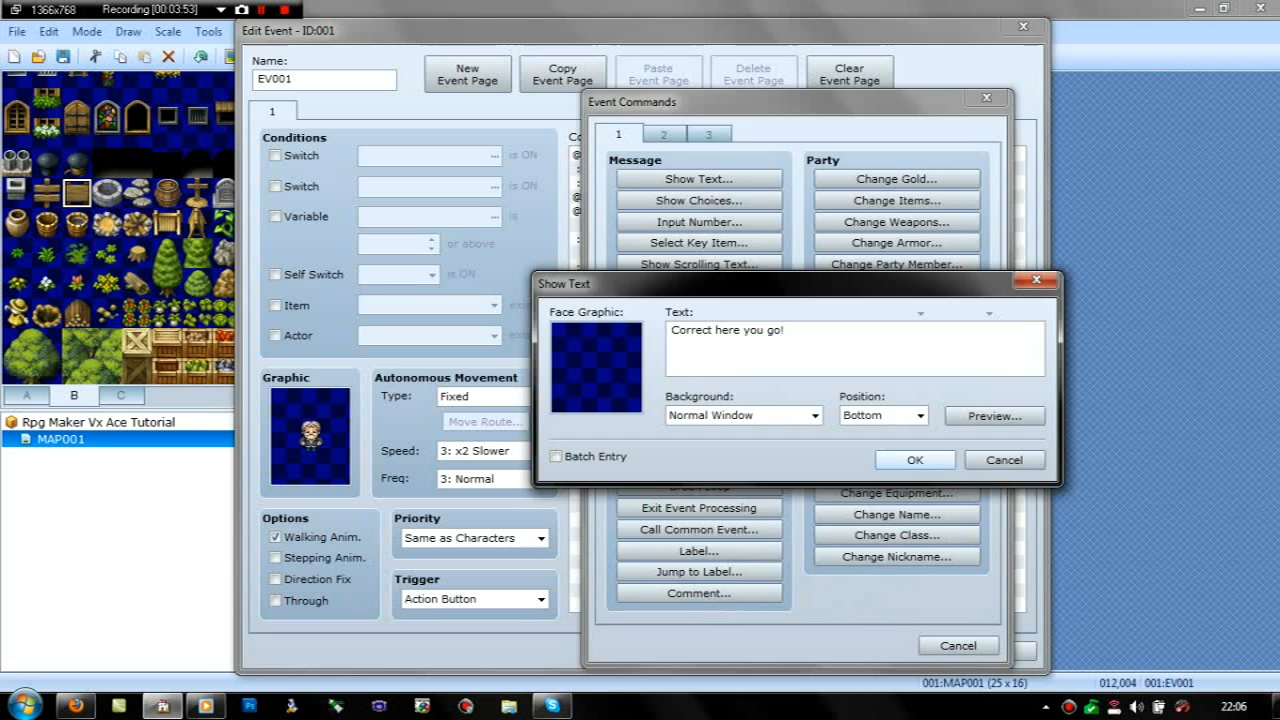 1366x768 Recording [00:03:53]
File Edit Mode Draw Scale Tools
Edit Event - ID:001
Name:
EV001
New Event Page
Copy Event Page
Paste Event Page
Delete Event Page
Clear Event Page
1
Conditions
Switch is ON
Switch is ON
Variable is
or above
Self Switch is ON
Item
Actor
Graphic
Autonomous Movement
Type: Fixed
Move Route...
Speed: 3: x2 Slower
Freq: 3: Normal
Options
Walking Anim.
Stepping Anim.
Direction Fix
Through
Priority
Same as Characters
Trigger
Action Button
Event Commands
1 2 3
Message
Show Text...
Show Choices...
Input Number...
Select Key Item...
Show Scrolling Text...
Party
Change Gold...
Change Items...
Change Weapons...
Change Armor...
Change Party Member...
Show Text
Face Graphic:
Text:
Correct here you go!
Background:
Normal Window
Position:
Bottom
Preview...
Batch Entry
OK
Cancel
Exit Event Processing
Call Common Event...
Label...
Jump to Label...
Comment...
Change Equipment...
Change Name...
Change Class...
Change Nickname...
Cancel
A B C
Rpg Maker Vx Ace Tutorial
MAP001
001:MAP001 (25 x 16) 012,004 001:EV001
22:06